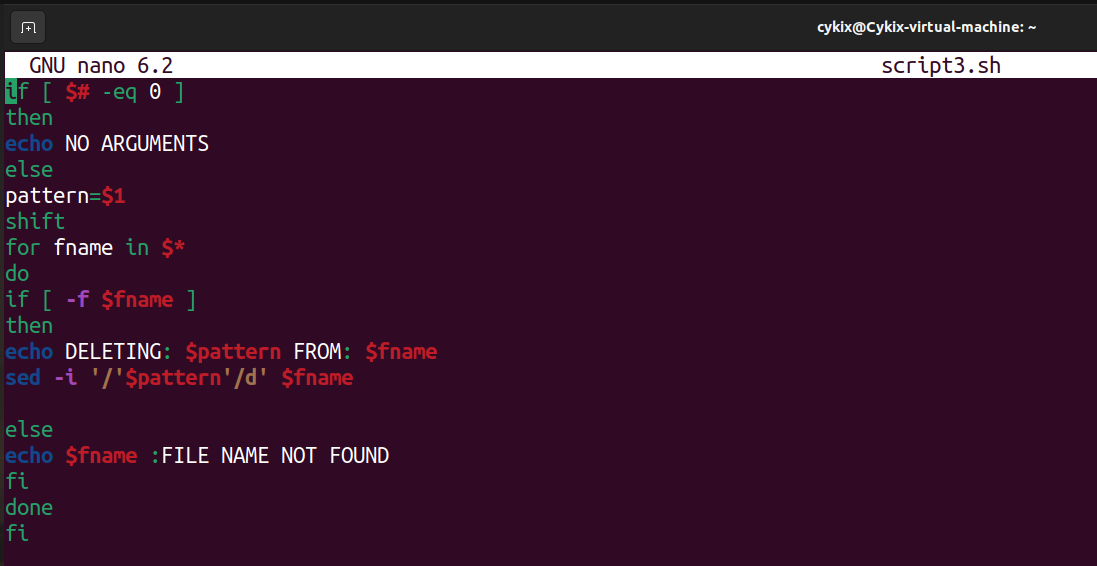 cykix@Cykix-virtual-machine: ~
GNU nano 6.2 script3.sh
if [ $# -eq 0 ]
then
echo NO ARGUMENTS
else
pattern=$1
shift
for fname in $*
do
if [ -f $fname ]
then
echo DELETING: $pattern FROM: $fname
sed -i '/'$pattern'/d' $fname
else
echo $fname :FILE NAME NOT FOUND
fi
done
fi